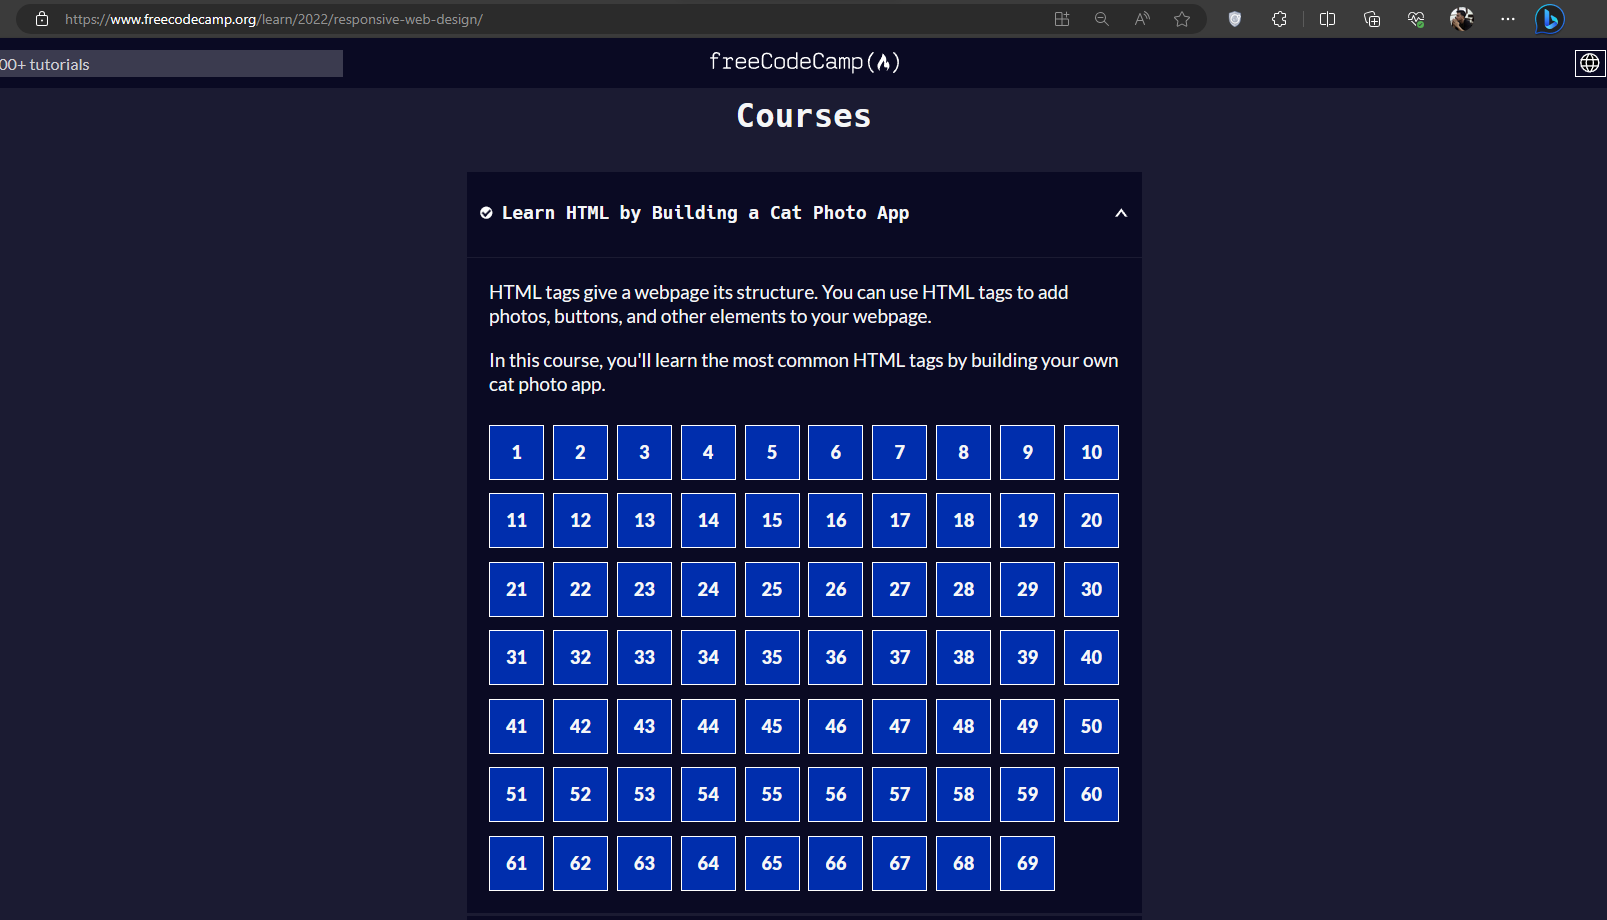 https://www.freecodecamp.org/learn/2022/responsive-web-design/
00+ tutorials
freeCodeCamp
Courses
Learn HTML by Building a Cat Photo App
HTML tags give a webpage its structure. You can use HTML tags to add
photos, buttons, and other elements to your webpage.
In this course, you'll learn the most common HTML tags by building your own
cat photo app.
1 2 3 4 5 6 7 8 9 10
11 12 13 14 15 16 17 18 19 20
21 22 23 24 25 26 27 28 29 30
31 32 33 34 35 36 37 38 39 40
41 42 43 44 45 46 47 48 49 50
51 52 53 54 55 56 57 58 59 60
61 62 63 64 65 66 67 68 69